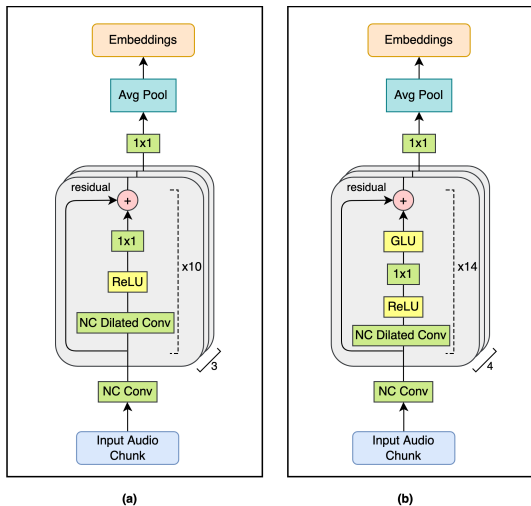 Embeddings
Avg Pool
1x1
residual
+
1x1
x10
ReLU
NC Dilated Conv
3
NC Conv
Input Audio
Chunk
(a)
Embeddings
Avg Pool
1x1
residual
+
GLU
1x1
x14
ReLU
NC Dilated Conv
4
NC Conv
Input Audio
Chunk
(b)